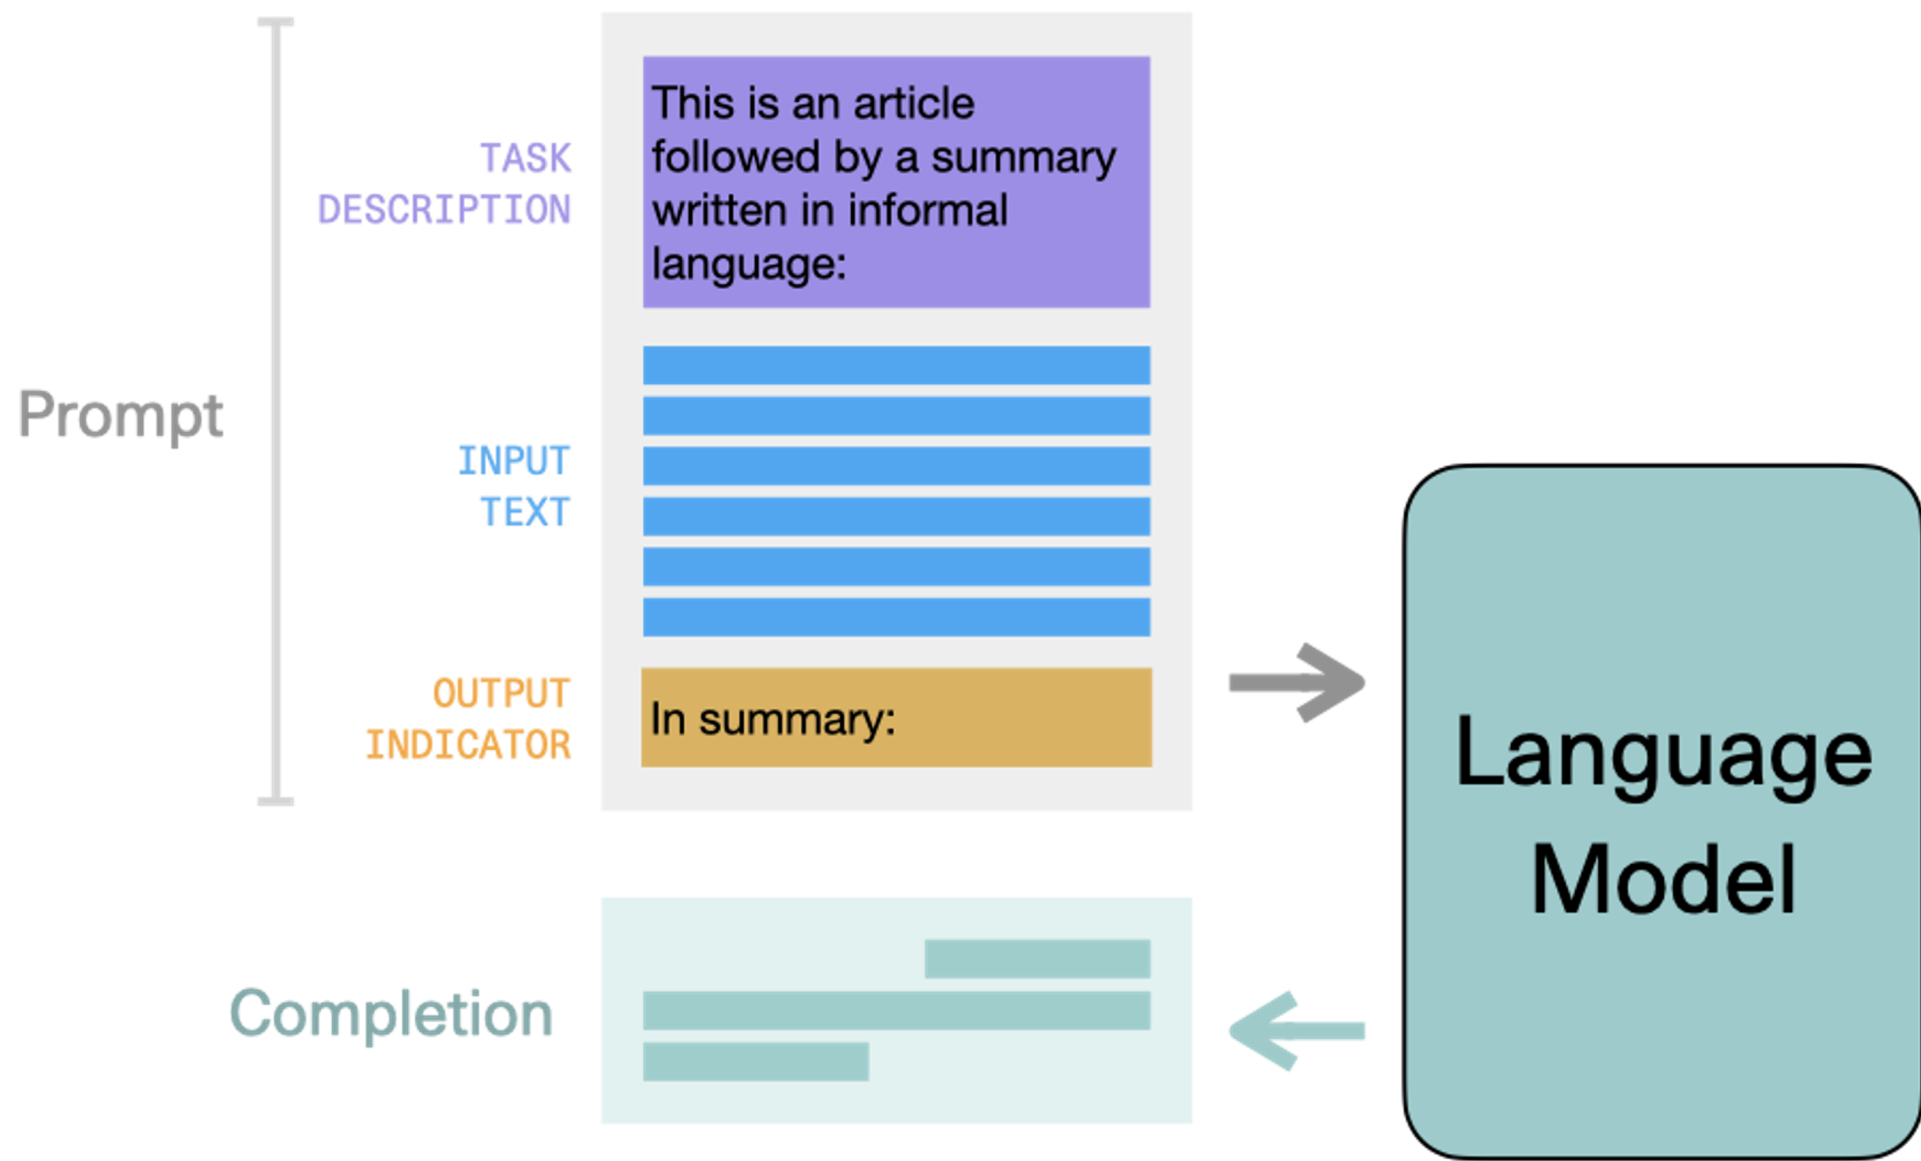 This is an article
followed by a summary
written in informal
language:
TASK
DESCRIPTION
Prompt
INPUT
TEXT
OUTPUT
INDICATOR
In summary:
Language
Model
Completion